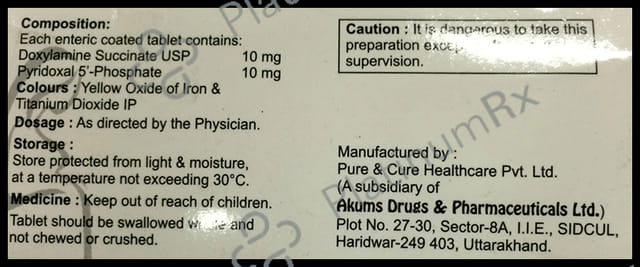 Composition:
Each enteric coated tablet contains:
Doxylamine Succinate USP 10 mg
Pyridoxal 5'-Phosphate 10 mg
Colours : Yellow Oxide of Iron &
Titanium Dioxide IP
Dosage : As directed by the Physician.
Storage :
Store protected from light & moisture,
at a temperature not exceeding 30°C.
Medicine : Keep out of reach of children.
Tablet should be swallowed and
not chewed or crushed.
Caution : It is dangerous to take this
preparation
supervision.
Manufactured by :
Pure & Cure Healthcare Pvt. Ltd.
(A subsidiary of
Akums Drugs & Pharmaceuticals Ltd.)
Plot No. 27-30, Sector-8A, I.I.E., SIDCUL,
Haridwar-249 403, Uttarakhand.
PlatinumRx